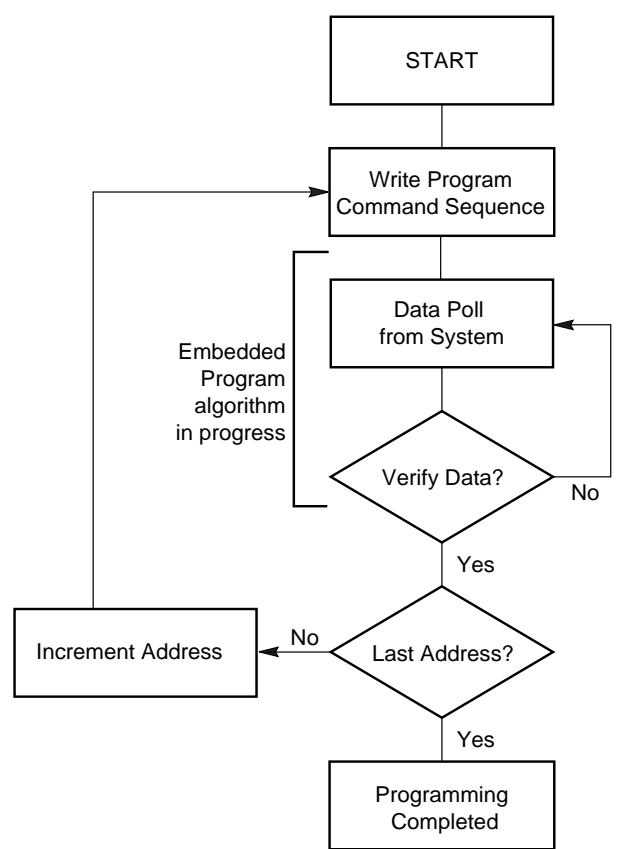 START
Write Program
Command Sequence
Data Poll
from System
Embedded
Program
algorithm
in progress
Verify Data?
No
Yes
No
Increment Address
Last Address?
Yes
Programming
Completed